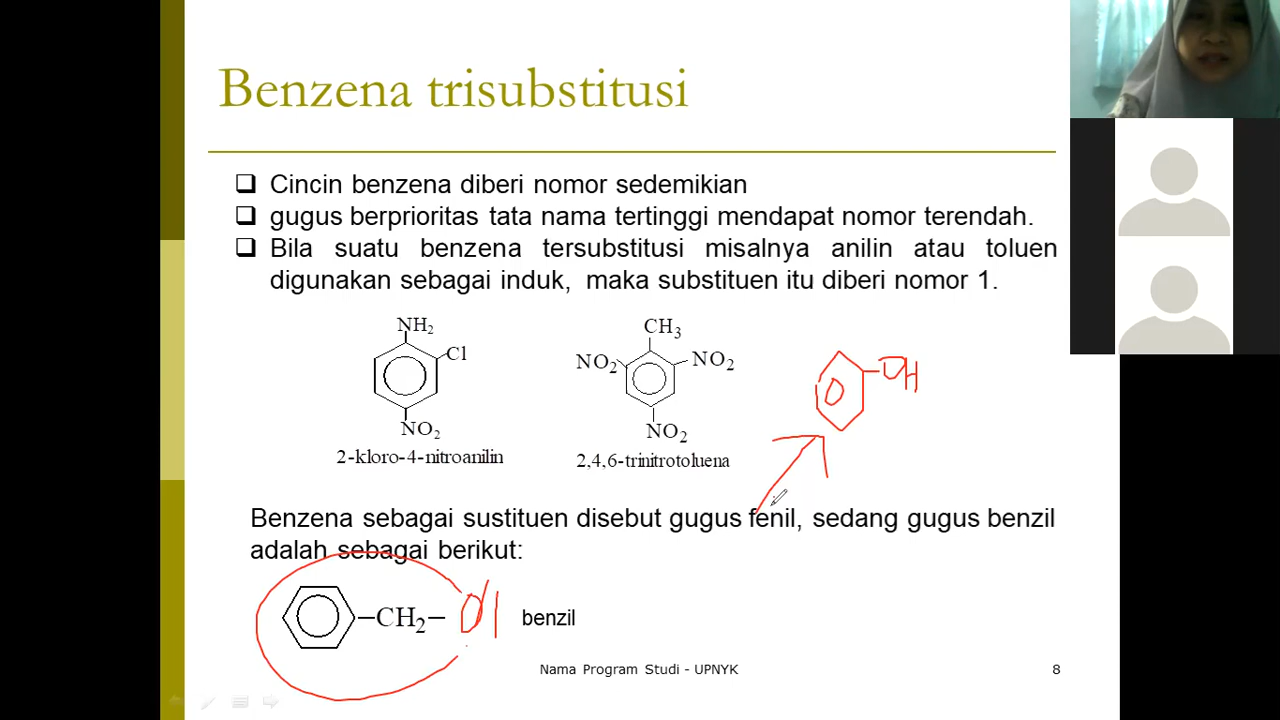 Benzena trisubstitusi
❑ Cincin benzena diberi nomor sedemikian
❑ gugus berprioritas tata nama tertinggi mendapat nomor terendah.
❑ Bila suatu benzena tersubstitusi misalnya anilin atau toluen
digunakan sebagai induk, maka substituen itu diberi nomor 1.
NH₂
Cl
NO₂
2-kloro-4-nitroanilin
CH₃
NO₂
NO₂
NO₂
2,4,6-trinitrotoluena
OH
Benzena sebagai sustituen disebut gugus fenil, sedang gugus benzil
adalah sebagai berikut:
–CH₂–
benzil
Nama Program Studi - UPNYK
8